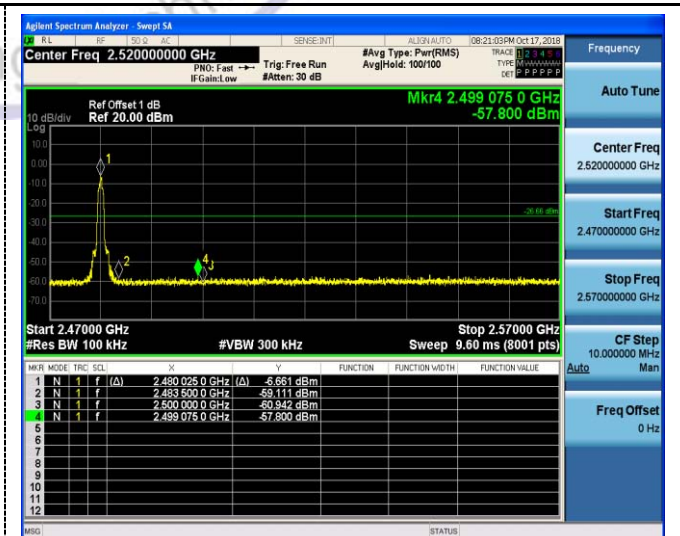 Agilent Spectrum Analyzer - Swept SA
RL RF 50 Ω AC SENSE:INT ALIGN AUTO 08:21:03PM Oct 17, 2018
Center Freq 2.520000000 GHz #Avg Type: Pwr(RMS) TRACE 1 2 3 4 5 6
PNO: Fast Trig: Free Run Avg|Hold: 100/100 TYPE M
IFGain:Low #Atten: 30 dB DET P P P P P P
Frequency
Auto Tune
Center Freq
2.520000000 GHz
Start Freq
2.470000000 GHz
Stop Freq
2.570000000 GHz
CF Step
10.000000 MHz
Auto Man
Freq Offset
0 Hz
Mkr4 2.499 075 0 GHz
-57.800 dBm
Ref Offset 1 dB
10 dB/div Ref 20.00 dBm
Log
10.0
0.00
-10.0
-20.0
-30.0
-40.0
-50.0
-60.0
-70.0
1
2
4
3
-26.66 dBm
Start 2.47000 GHz Stop 2.57000 GHz
#Res BW 100 kHz #VBW 300 kHz Sweep 9.60 ms (8001 pts)
MKR MODE TRC SCL X Y FUNCTION FUNCTION WIDTH FUNCTION VALUE
1 N 1 f (Δ) 2.480 025 0 GHz (Δ) -6.661 dBm
2 N 1 f 2.483 500 0 GHz -59.111 dBm
3 N 1 f 2.500 000 0 GHz -60.942 dBm
4 N 1 f 2.499 075 0 GHz -57.800 dBm
5
6
7
8
9
10
11
12
MSG STATUS